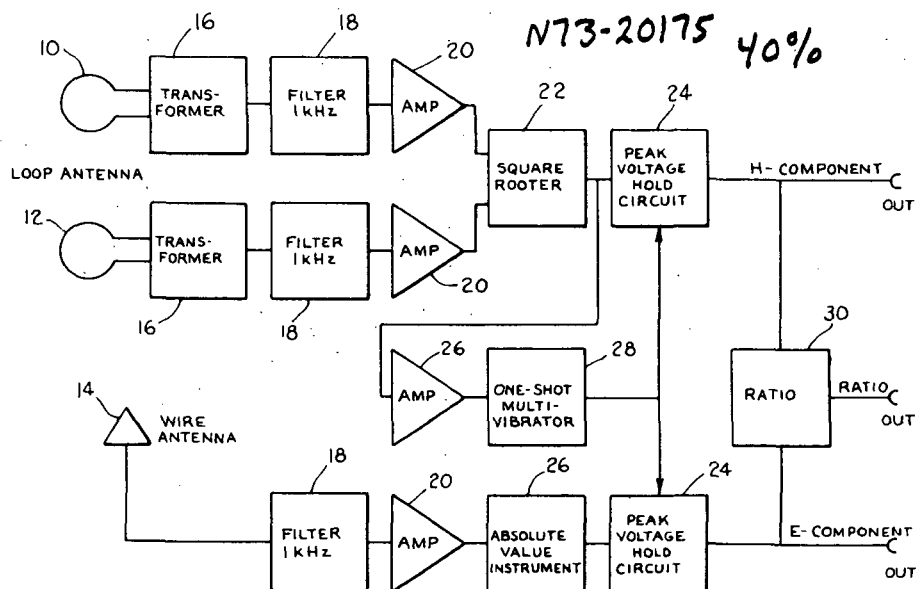 N73-20175 40%
10
16
18
20
22
24
TRANS-
FORMER
FILTER
1kHz
AMP
SQUARE
ROOTER
PEAK
VOLTAGE
HOLD
CIRCUIT
H-COMPONENT
OUT
LOOP ANTENNA
12
TRANS-
FORMER
FILTER
1kHz
AMP
20
16
18
26
28
30
AMP
ONE-SHOT
MULTI-
VIBRATOR
RATIO
RATIO
OUT
14
WIRE
ANTENNA
18
20
26
24
FILTER
1kHz
AMP
ABSOLUTE
VALUE
INSTRUMENT
PEAK
VOLTAGE
HOLD
CIRCUIT
E-COMPONENT
OUT